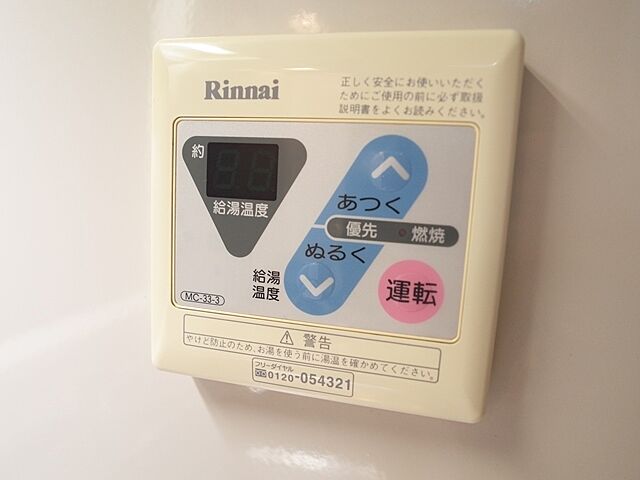 Rinnai
正しく安全にお使いいただく
ためにご使用の前に必ず取扱
説明書をよくお読みください。
約
給湯温度
あつく
優先 燃焼
ぬるく
給湯
温度
運転
MC-33-3
⚠ 警告
やけど防止のため、お湯を使う前に湯温を確かめてください。
フリーダイヤル
0120-054321